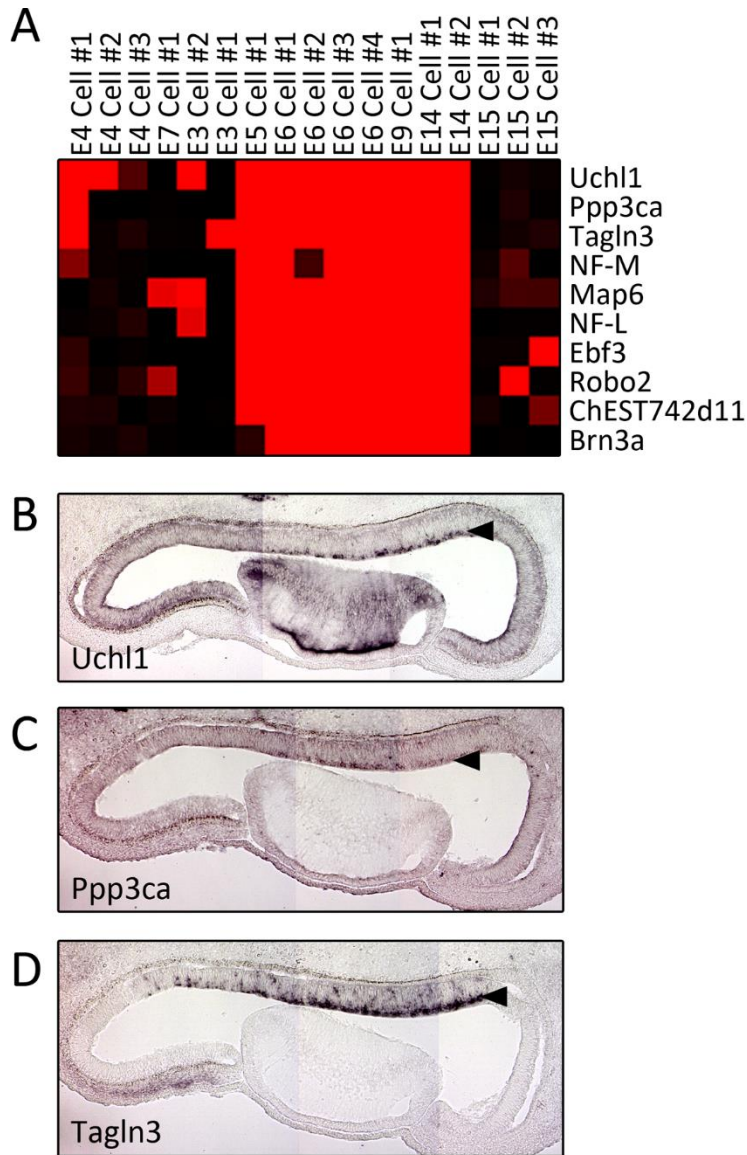 A
E4 Cell #1
E4 Cell #2
E4 Cell #3
E7 Cell #1
E3 Cell #2
E3 Cell #1
E5 Cell #1
E6 Cell #1
E6 Cell #2
E6 Cell #3
E6 Cell #4
E9 Cell #1
E14 Cell #1
E14 Cell #2
E15 Cell #1
E15 Cell #2
E15 Cell #3
Uchl1
Ppp3ca
Tagln3
NF-M
Map6
NF-L
Ebf3
Robo2
ChEST742d11
Brn3a
B
Uchl1
C
Ppp3ca
D
Tagln3